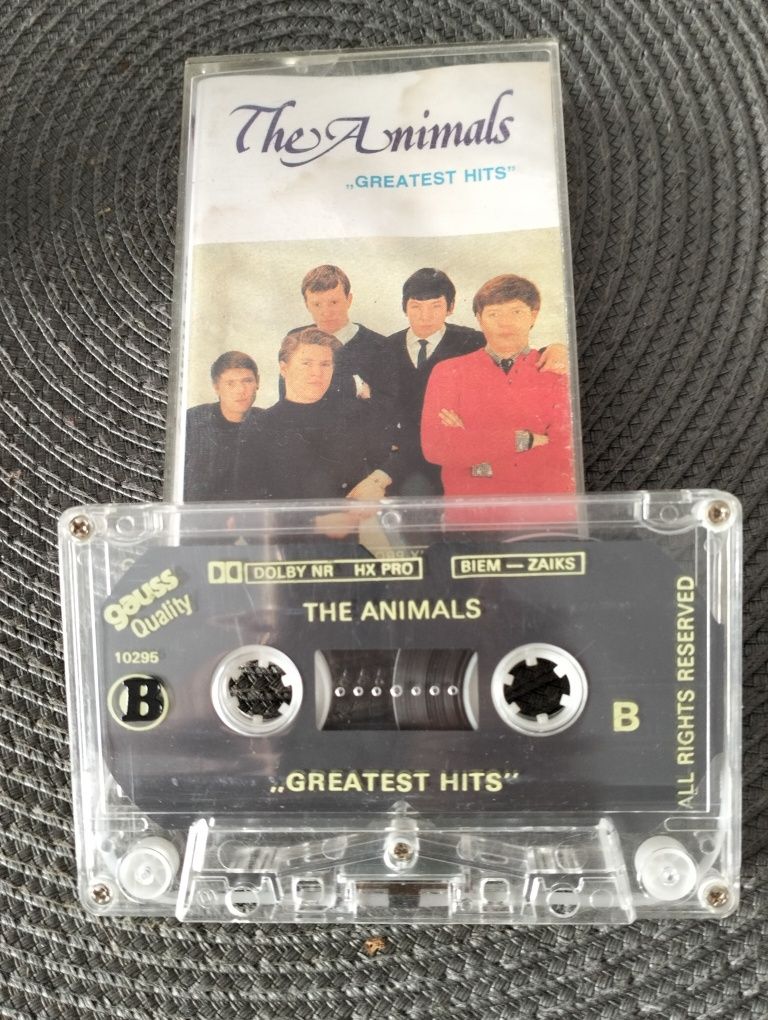 The Animals
„GREATEST HITS"
gauss
Quality
DOLBY NR HX PRO
BIEM — ZAIKS
THE ANIMALS
10295
B
B
ALL RIGHTS RESERVED
„GREATEST HITS"